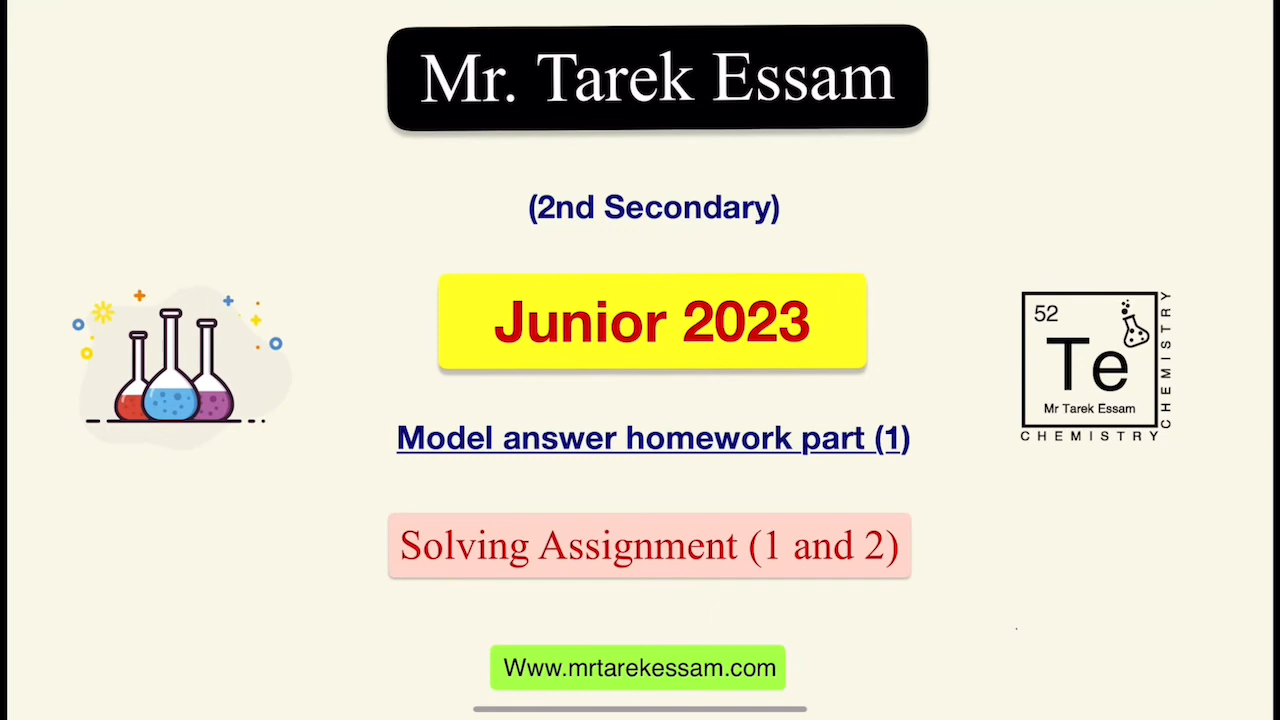 Mr. Tarek Essam
(2nd Secondary)
Junior 2023
52
Te
Mr Tarek Essam
CHEMISTRY
CHEMISTRY
Model answer homework part (1)
Solving Assignment (1 and 2)
Www.mrtarekessam.com